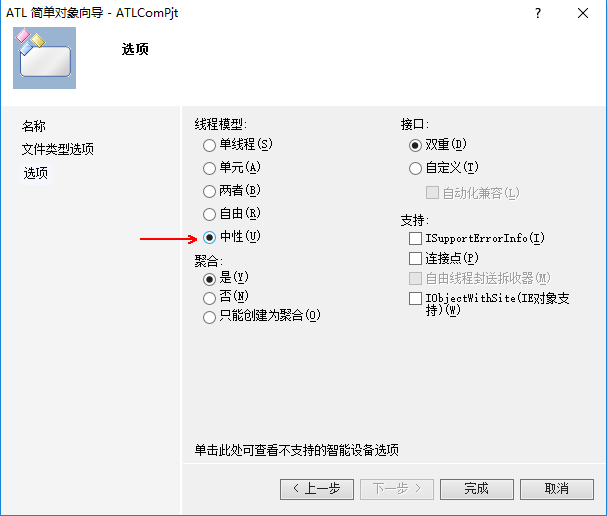 ATL 简单对象向导 - ATLComPjt
选项
名称
文件类型选项
选项
线程模型:
单线程(S)
单元(A)
两者(B)
自由(R)
中性(U)
聚合:
是(Y)
否(N)
只能创建为聚合(O)
接口:
双重(D)
自定义(T)
自动化兼容(L)
支持:
ISupportErrorInfo(I)
连接点(P)
自由线程封送拆收器(M)
IObjectWithSite(IE对象支
持)(W)
单击此处可查看不支持的智能设备选项
< 上一步
下一步 >
完成
取消